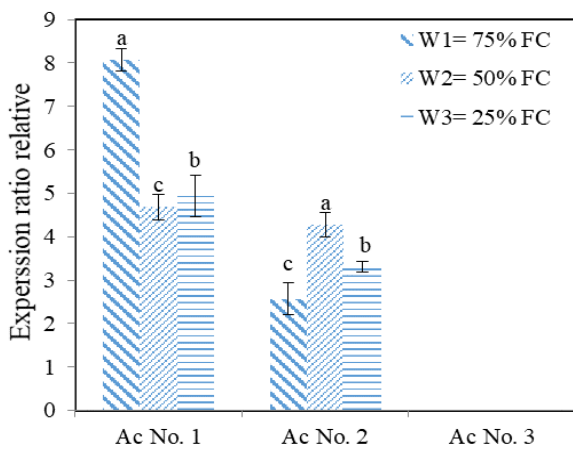 Experssion ratio relative
9
8
7
6
5
4
3
2
1
0
a
c
b
c
a
b
W1= 75% FC
W2= 50% FC
W3= 25% FC
Ac No. 1
Ac No. 2
Ac No. 3